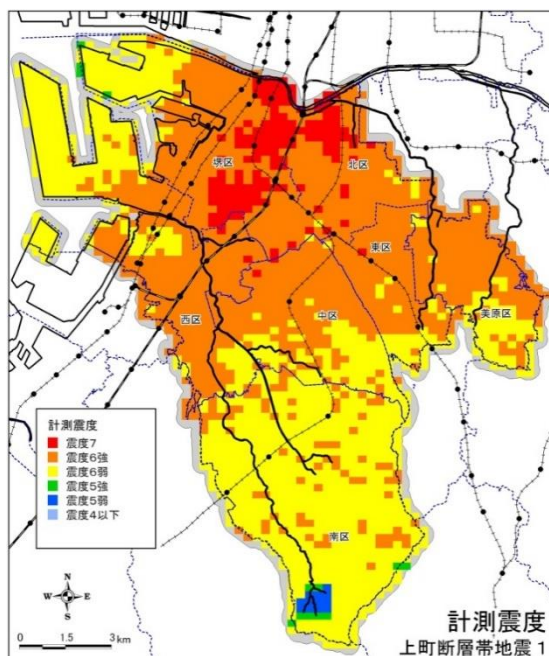 堺区
北区
東区
西区
中区
美原区
南区
計測震度
震度7
震度6強
震度6弱
震度5強
震度5弱
震度4以下
N
W E
S
0 1.5 3
km
計測震度
上町断層帯地震1